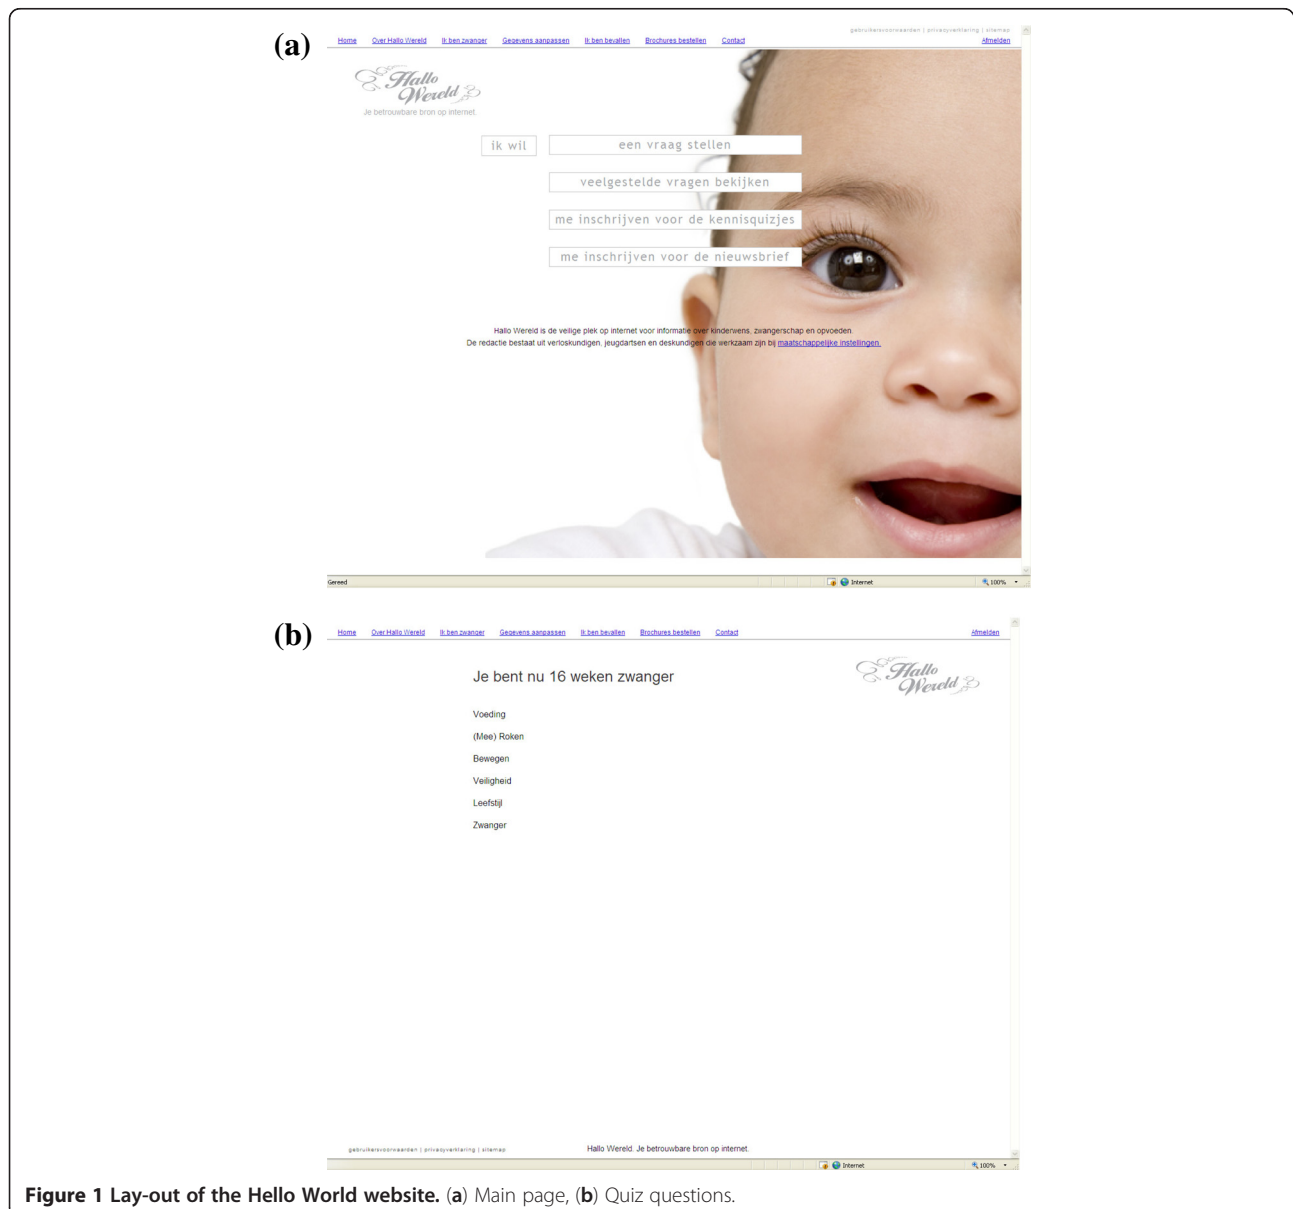 (a)
gebruikersvoorwaarden | privacyverklaring | sitemap
Home Over Hallo Wereld Ik ben zwanger Gegevens aanpassen Ik ben bevallen Brochures bestellen Contact Afmelden
Hallo
Wereld
Je betrouwbare bron op internet.
ik wil een vraag stellen
veelgestelde vragen bekijken
me inschrijven voor de kennisquizjes
me inschrijven voor de nieuwsbrief
Hallo Wereld is de veilige plek op internet voor informatie over kinderwens, zwangerschap en opvoeden.
De redactie bestaat uit verloskundigen, jeugdartsen en deskundigen die werkzaam zijn bij maatschappelijke instellingen.
Gereed Internet 100%
(b)
Home Over Hallo Wereld Ik ben zwanger Gegevens aanpassen Ik ben bevallen Brochures bestellen Contact Afmelden
Hallo
Wereld
Je bent nu 16 weken zwanger
Voeding
(Mee) Roken
Bewegen
Veiligheid
Leefstijl
Zwanger
gebruikersvoorwaarden | privacyverklaring | sitemap Hallo Wereld. Je betrouwbare bron op internet.
Internet 100%
Figure 1 Lay-out of the Hello World website. (a) Main page, (b) Quiz questions.